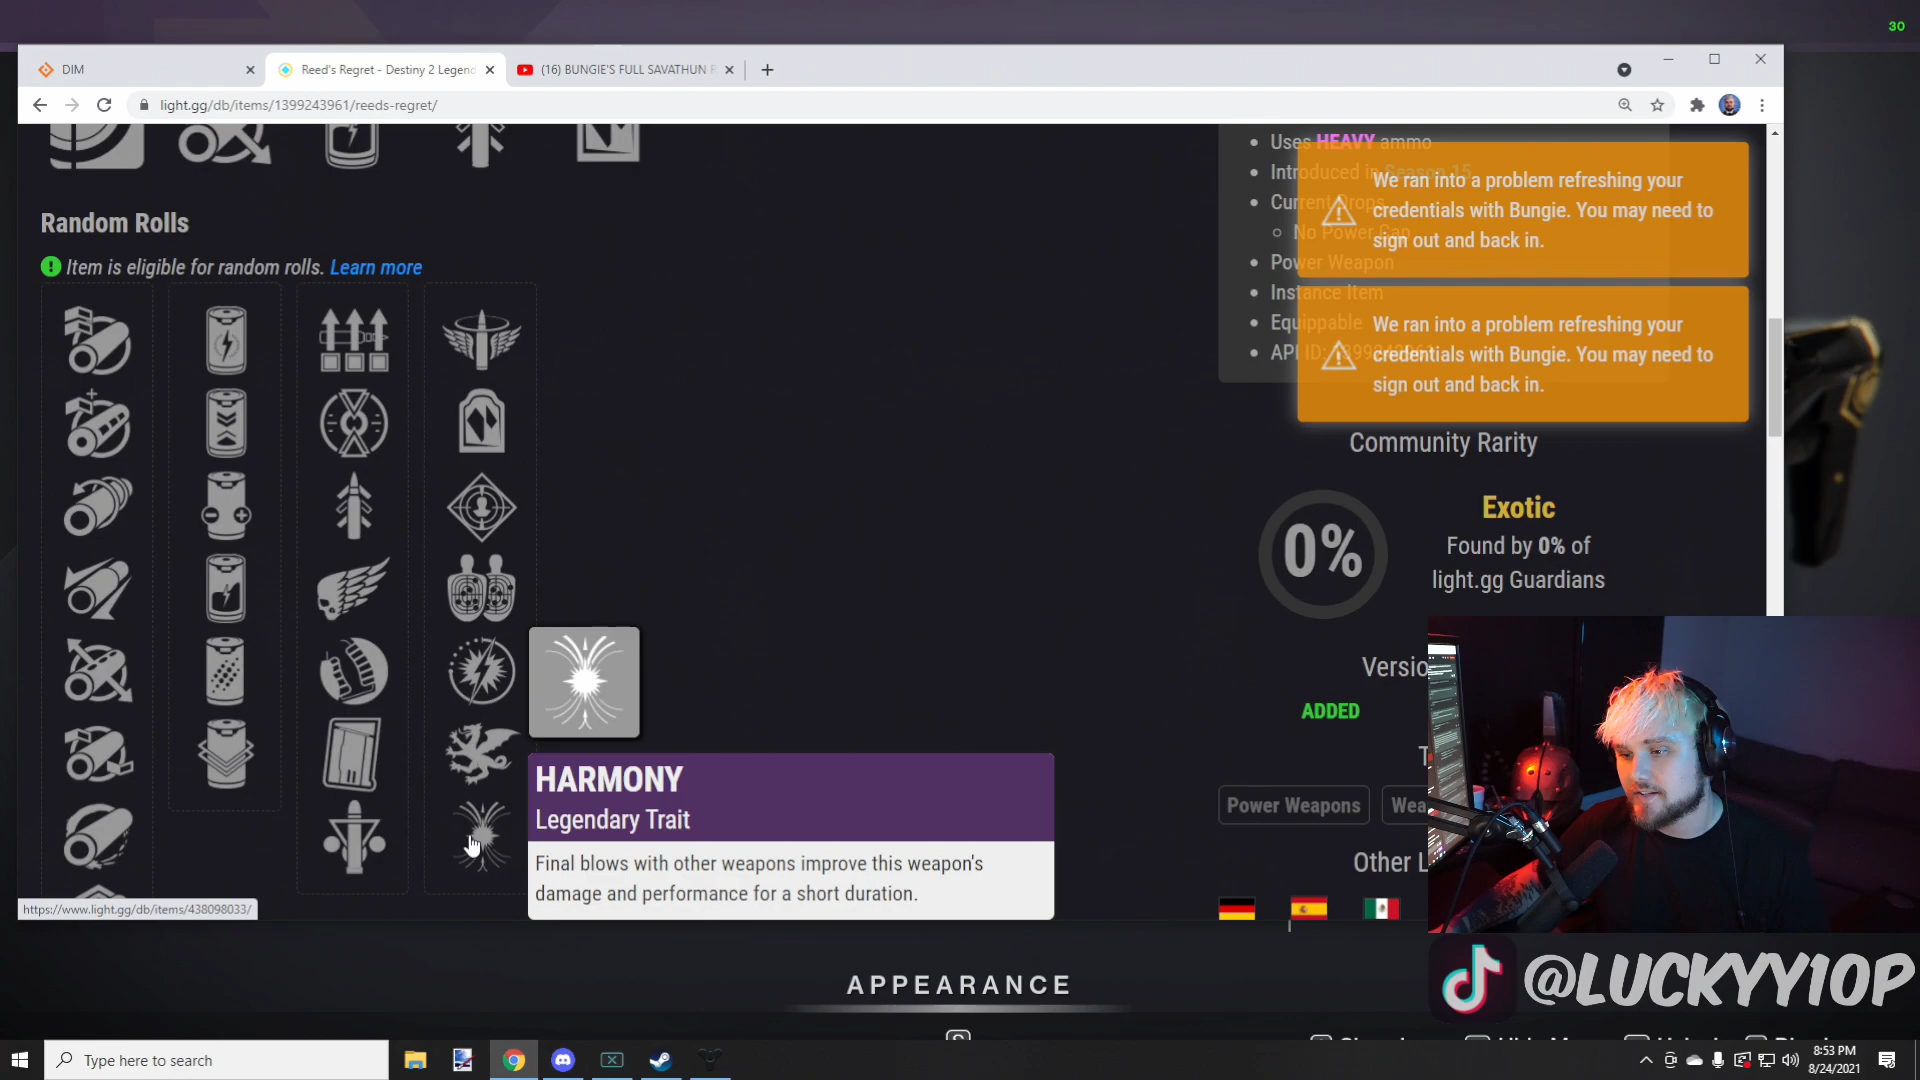 30
DIM
Reed's Regret - Destiny 2 Legend
(16) BUNGIE'S FULL SAVATHUN R
light.gg/db/items/1399243961/reeds-regret/
Random Rolls
Item is eligible for random rolls. Learn more
Uses HEAVY ammo
Introduced in Season 15
Current Drops
No Power Cap
Power Weapon
Instance Item
Equippable
API ID:
We ran into a problem refreshing your
credentials with Bungie. You may need to
sign out and back in.
We ran into a problem refreshing your
credentials with Bungie. You may need to
sign out and back in.
Community Rarity
0%
Exotic
Found by 0% of
light.gg Guardians
Versio
ADDED
T
Power Weapons
Wea
Other L
HARMONY
Legendary Trait
Final blows with other weapons improve this weapon's
damage and performance for a short duration.
https://www.light.gg/db/items/438098033/
APPEARANCE
@LUCKYY10P
Type here to search
8:53 PM
8/24/2021